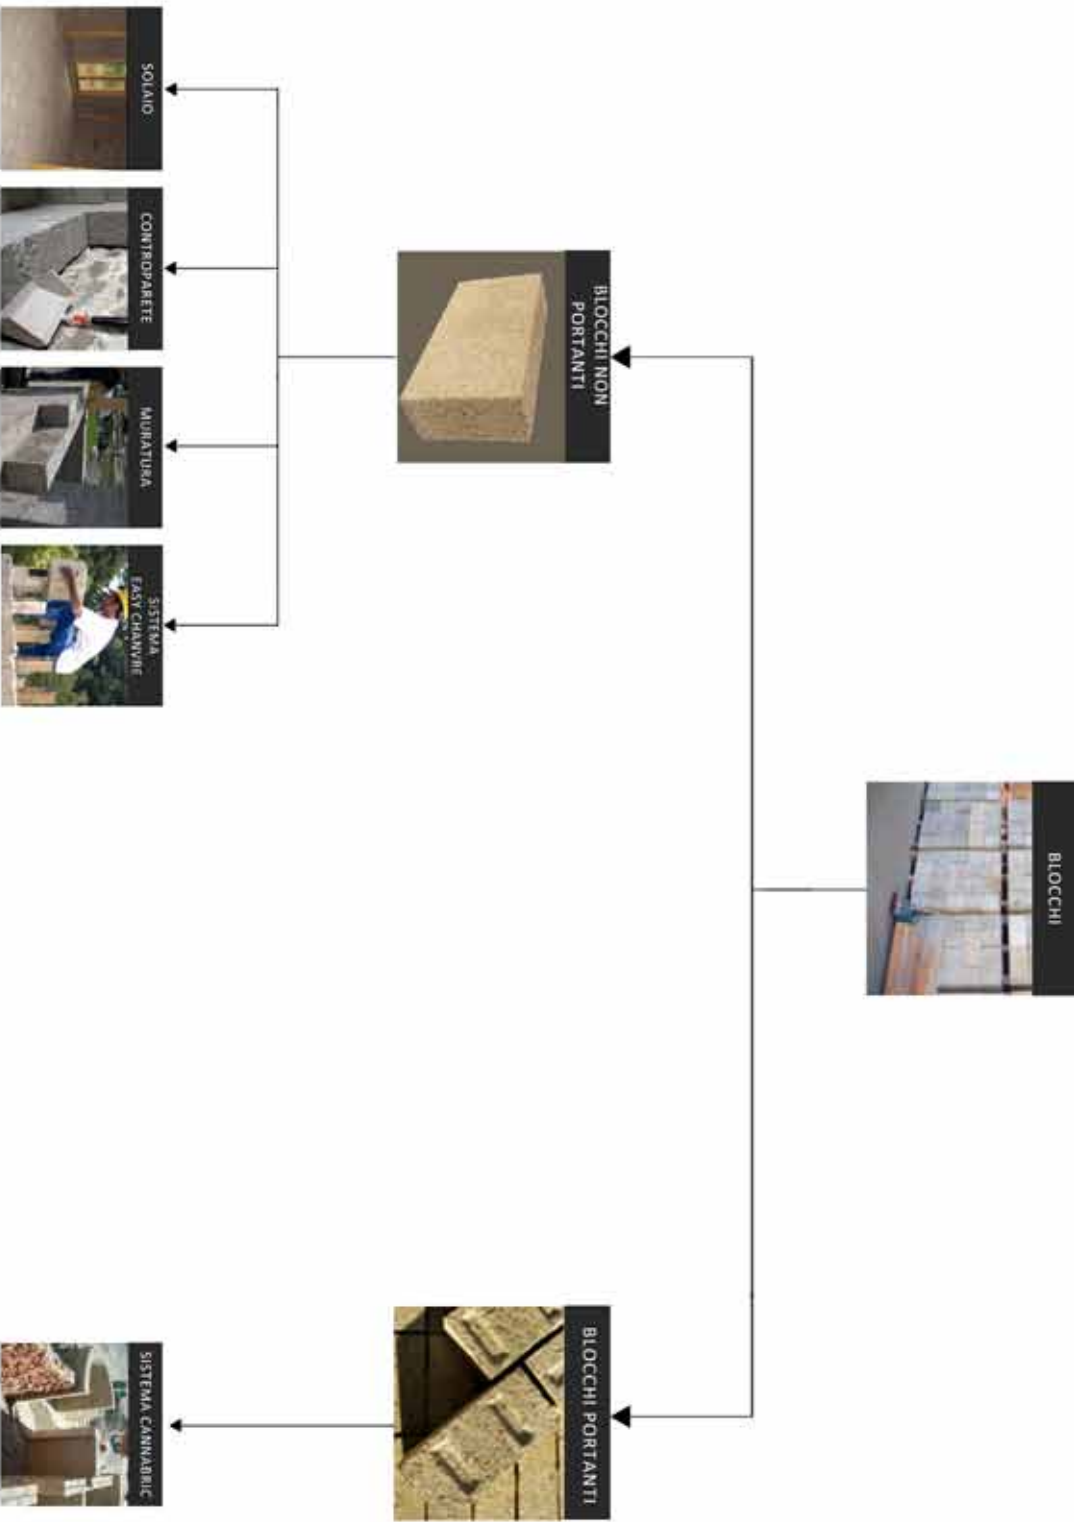 BLOCCHI
BLOCCHI NON
PORTANTI
BLOCCHI PORTANTI
SOLAIO
CONTROPARETE
MURATURA
SISTEMA
EASY CHANVRE
SISTEMA CANNABRIC